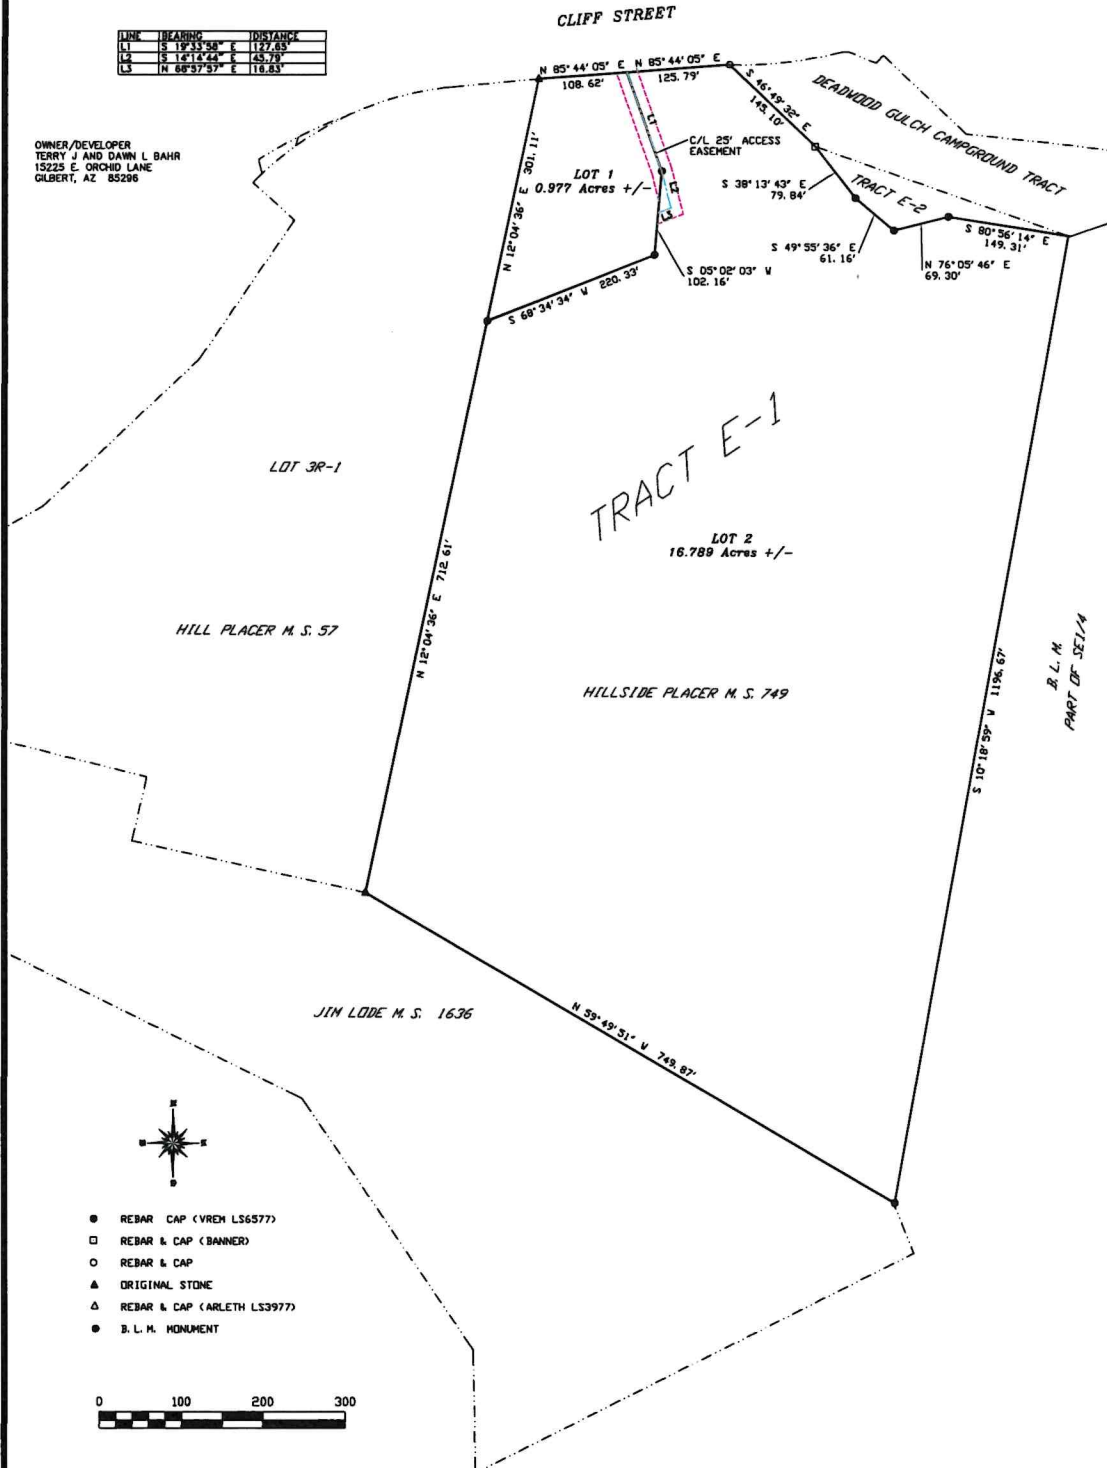 CLIFF STREET
LINE BEARING DISTANCE
L1 S 19°33'58" E 127.65'
L2 S 14°14'44" E 45.79'
L3 N 68°57'57" E 16.83'
OWNER/DEVELOPER
TERRY J AND DAWN L BAHR
15225 E. ORCHID LANE
GILBERT, AZ 85296
N 85°44'05" E
108.62'
N 85°44'05" E
125.79'
S 46°49'32" E
145.10'
DEADWOOD GULCH CAMPGROUND TRACT
L1
C/L 25' ACCESS
EASEMENT
LOT 1
0.977 Acres +/-
L2
L3
N 12°04'36" E 301.11'
S 38°13'43" E
79.84'
TRACT E-2
S 80°56'14" E
149.31'
S 49°55'36" E
61.16'
N 76°05'46" E
69.30'
S 05°02'03" W
102.16'
S 68°34'34" W 220.33'
TRACT E-1
LOT 3R-1
LOT 2
16.789 Acres +/-
N 12°04'36" E 712.61'
HILL PLACER M.S. 57
HILLSIDE PLACER M.S. 749
B.L.M.
PART OF SE1/4
S 10°18'59" W 1196.67'
JIM LODE M.S. 1636
N 59°49'51" W 749.87'
REBAR CAP (VREM LS6577)
REBAR & CAP (BANNER)
REBAR & CAP
ORIGINAL STONE
REBAR & CAP (ARLETH LS3977)
B.L.M. MONUMENT
0 100 200 300